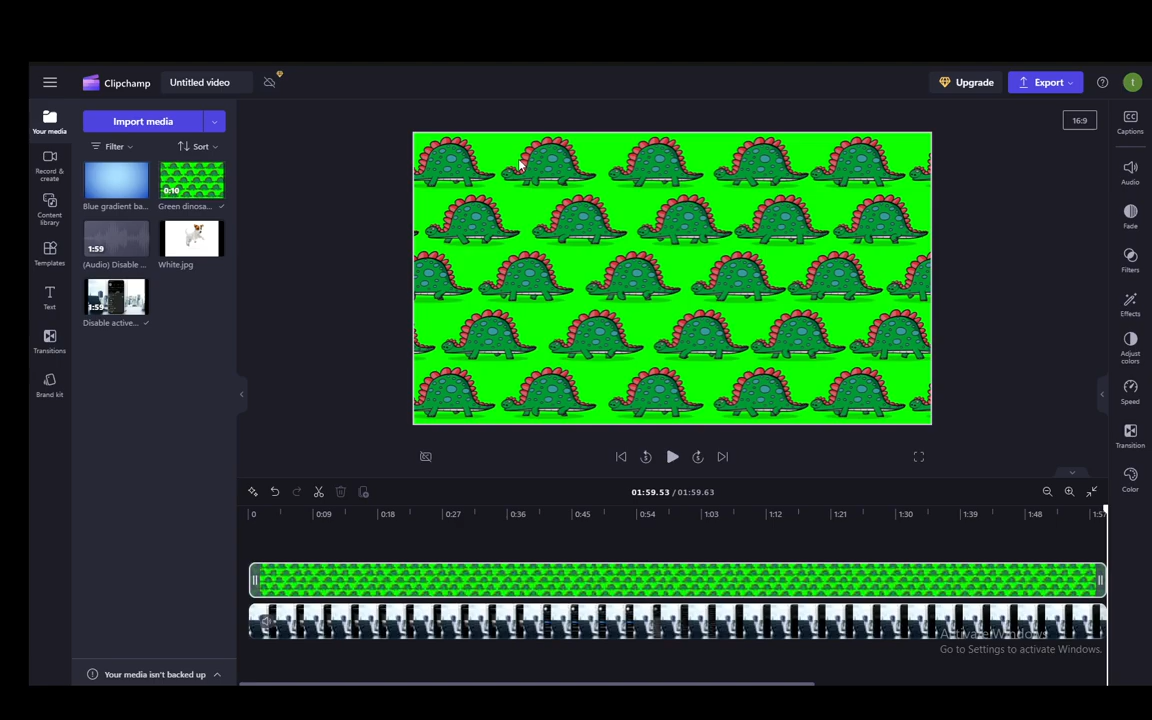 Clipchamp
Untitled video
Upgrade
Export
t
Your media
Record & create
Content library
Templates
Text
Transitions
Brand kit
Import media
Filter
Sort
Blue gradient ba...
0:10
Green dinosa...
1:59
(Audio) Disable ...
White.jpg
1:59
Disable active...
Your media isn't backed up
16:9
Captions
Audio
Fade
Filters
Effects
Adjust colors
Speed
Transition
Color
01:59.53 / 01:59.63
0
0:09
0:18
0:27
0:36
0:45
0:54
1:03
1:12
1:21
1:30
1:39
1:48
1:57
Activate Windows
Go to Settings to activate Windows.